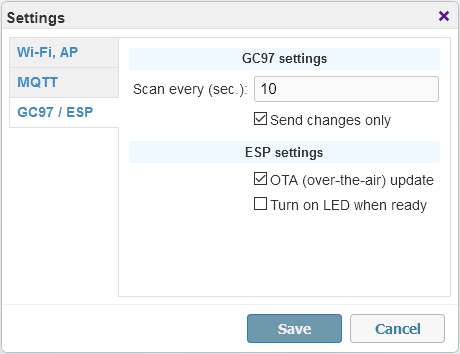 Settings
Wi-Fi, AP
MQTT
GC97 / ESP
GC97 settings
Scan every (sec.): 10
Send changes only
ESP settings
OTA (over-the-air) update
Turn on LED when ready
Save Cancel